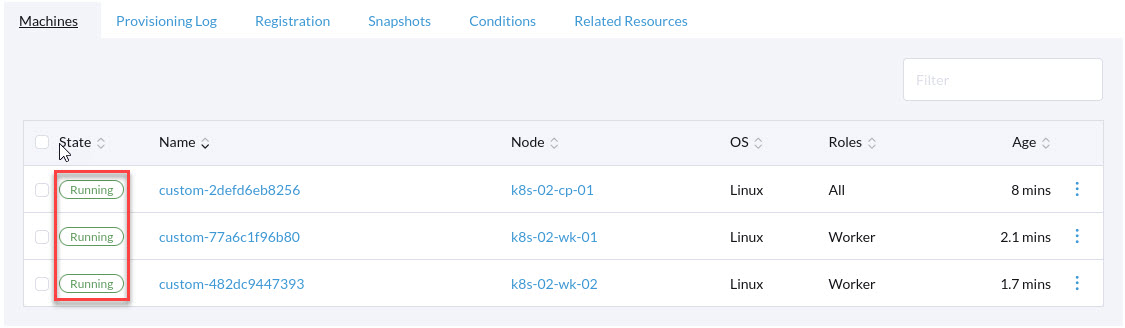 Machines Provisioning Log Registration Snapshots Conditions Related Resources
Filter
State Name Node OS Roles Age
Running custom-2defd6eb8256 k8s-02-cp-01 Linux All 8 mins
Running custom-77a6c1f96b80 k8s-02-wk-01 Linux Worker 2.1 mins
Running custom-482dc9447393 k8s-02-wk-02 Linux Worker 1.7 mins